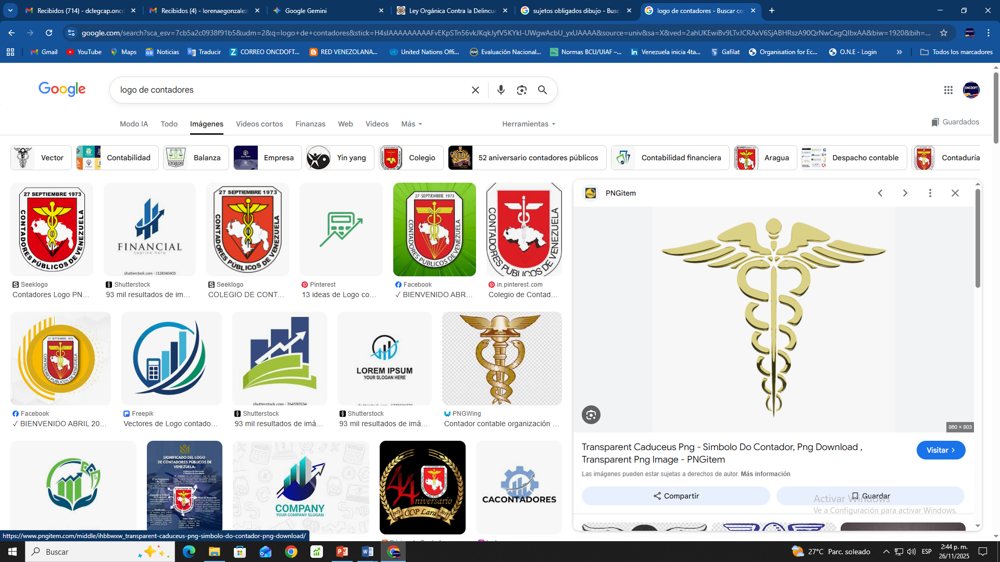 Recibidos (714) - dclegcap.oncd
Recibidos (4) - lorenaegonzalez
Google Gemini
Ley Orgánica Contra la Delincue
sujetos obligados dibujo - Busc
logo de contadores - Buscar co
google.com/search?sca_esv=7cb5a2c0938f91b5&udm=2&q=logo+de+contadores&stick=H4sIAAAAAAAAAFvEKpSTn56vkJKqkJyfV5KYkl-UWgwAcbU_yxUAAAA&source=univ&sa=X&ved=2ahUKEwiBv9LTvJCRAxV6SjABHRszA90QrNwCegQIbxAA&biw=1920&bih=...
Gmail
YouTube
Maps
Noticias
Traducir
CORREO ONCDOFT...
RED VENEZOLANA...
United Nations Offi...
Evaluación Nacional...
Normas BCU/UIAF –...
Venezuela inicia 4ta...
Gafilat
Organisation for Ec...
O.N.E - Login
Todos los marcadores
Google
logo de contadores
ONCDOFT
Modo IA
Todo
Imágenes
Videos cortos
Finanzas
Web
Videos
Más
Herramientas
Guardados
Vector
Contabilidad
Balanza
Empresa
Yin yang
Colegio
52 aniversario contadores públicos
Contabilidad financiera
Aragua
Despacho contable
Contaduría
27 SEPTIEMBRE 1973
CONTADORES PÚBLICOS DE VENEZUELA
FINANCIAL
tagline here
shutterstock.com · 1128340403
27 SEPTIEMBRE 1973
CONTADORES PÚBLICOS DE VENEZUELA
27 SEPTIEMBRE 1973
CONTADORES PUBLICOS DE VENEZUELA
CONTADORES PUBLICOS DE VENEZUELA
Seeklogo
Contadores Logo PN...
Shutterstock
93 mil resultados de im...
Seeklogo
COLEGIO DE CONT...
Pinterest
13 ideas de Logo co...
Facebook
✓ BIENVENIDO ABR...
in.pinterest.com
Colegio de Contad...
27 SEPTIEMBRE 1973
CONTADORES PUBLICOS DE VENEZUELA
shutterstock.com · 764590534
LOREM IPSUM
YOUR SLOGAN HERE
Facebook
✓ BIENVENIDO ABRIL 20...
Freepik
Vectores de Logo contado...
Shutterstock
93 mil resultados de imá...
Shutterstock
93 mil resultados de imá...
PNGWing
Contador contable organización ...
SIGNIFICADO DEL LOGO
DE CONTADORES PÚBLICOS DE
VENEZUELA:
COMPANY
YOUR COMPANY SLOGAN
44
niversario
1973
CCP Lara
CACONTADORES
PNGitem
860 × 803
Transparent Caduceus Png - Simbolo Do Contador, Png Download ,
Transparent Png Image - PNGitem
Visitar
Las imágenes pueden estar sujetas a derechos de autor. Más información
Compartir
Guardar
Activar Windows
Ve a Configuración para activar Windows.
https://www.pngitem.com/middle/ihbbwxw_transparent-caduceus-png-simbolo-do-contador-png-download/
Buscar
27°C Parc. soleado
ESP
2:44 p. m.
26/11/2025